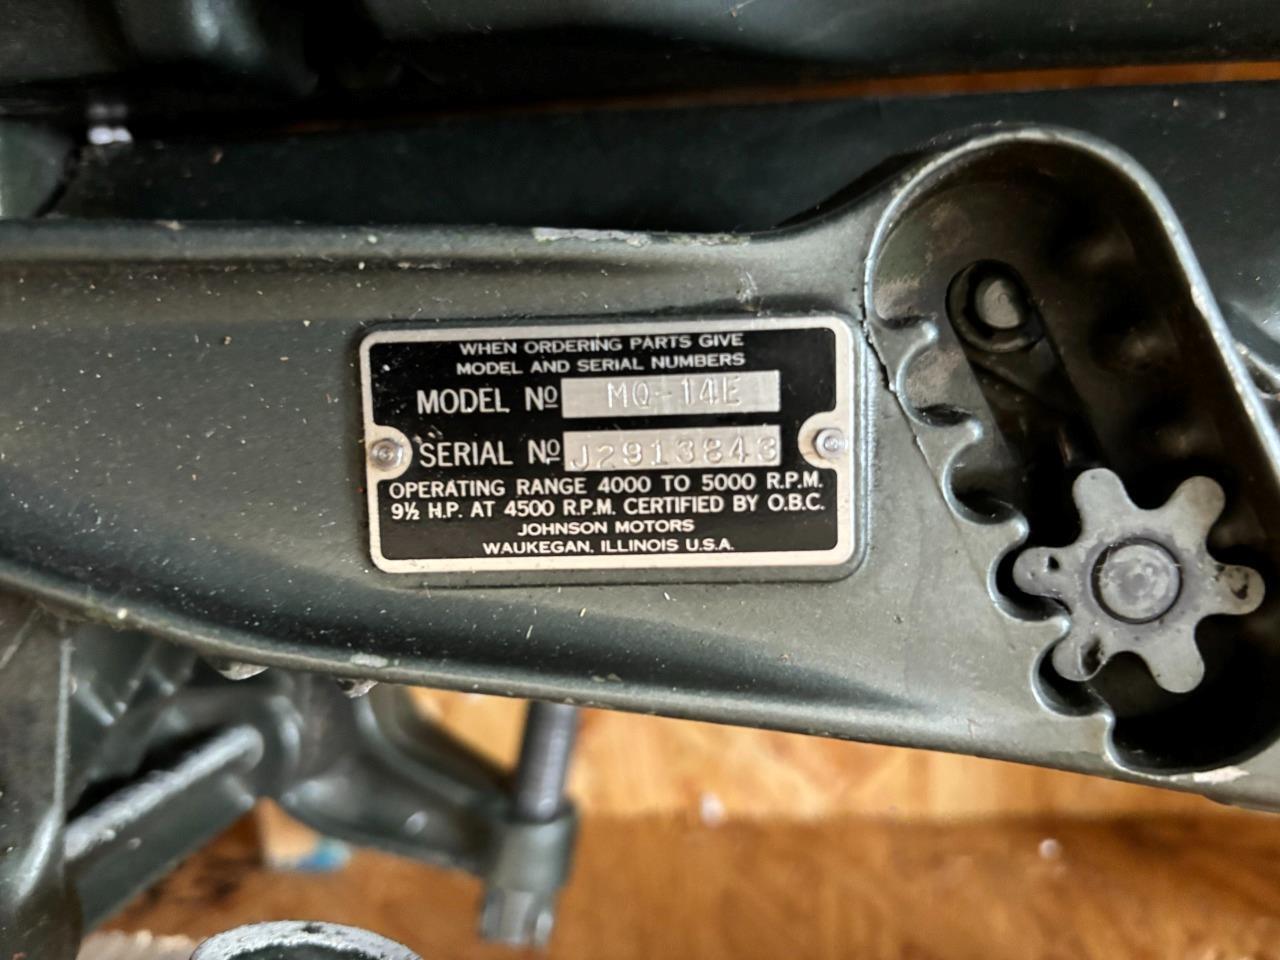 WHEN ORDERING PARTS GIVE
MODEL AND SERIAL NUMBERS
MODEL Nº MQ-14E
SERIAL Nº J2913843
OPERATING RANGE 4000 TO 5000 R.P.M.
9½ H.P. AT 4500 R.P.M. CERTIFIED BY O.B.C.
JOHNSON MOTORS
WAUKEGAN, ILLINOIS U.S.A.